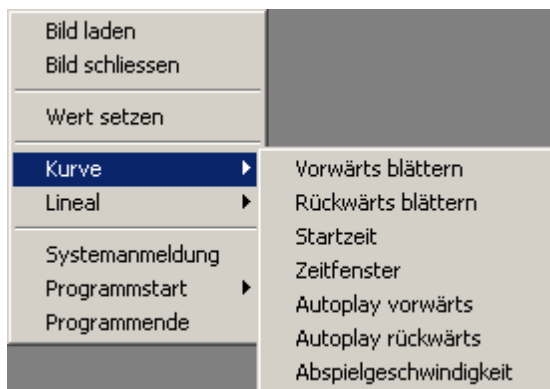 Bild laden
Bild schliessen
Wert setzen
Kurve
Lineal
Systemanmeldung
Programmstart
Programmende
Vorwärts blättern
Rückwärts blättern
Startzeit
Zeitfenster
Autoplay vorwärts
Autoplay rückwärts
Abspielgeschwindigkeit